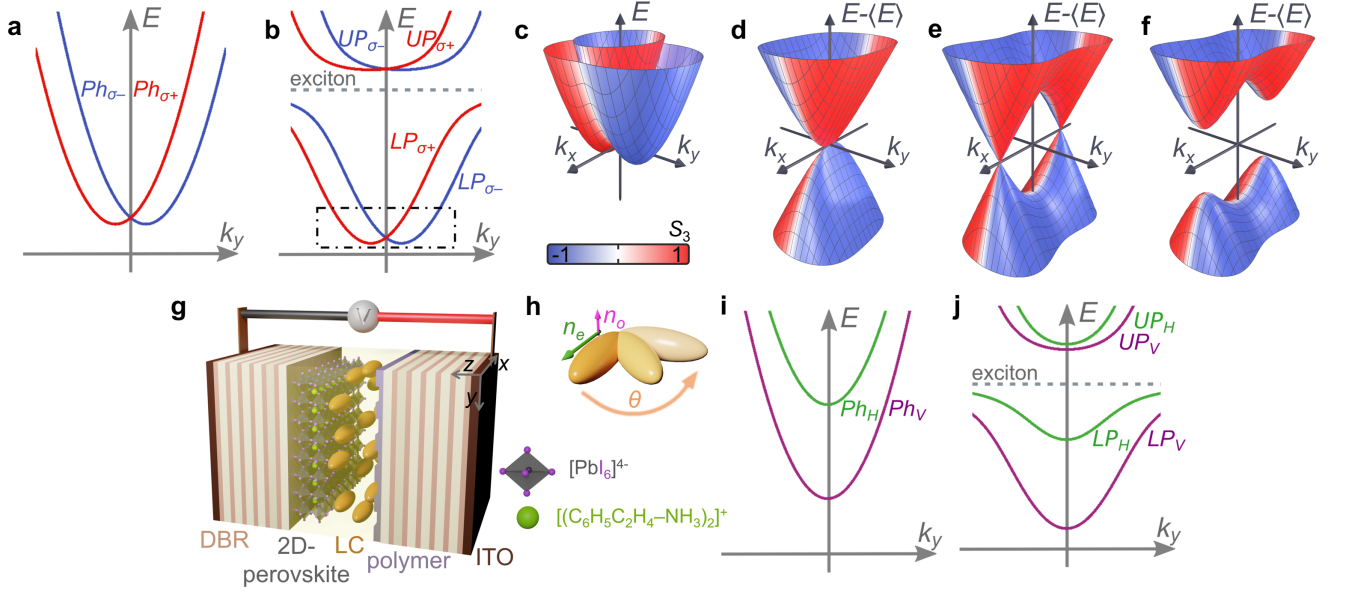 a
E
Phσ–
Phσ+
ky
b
E
UPσ–
UPσ+
exciton
LPσ+
LPσ–
ky
c
E
kx
ky
S3
-1
1
d
E-⟨E⟩
kx
ky
e
E-⟨E⟩
kx
ky
f
E-⟨E⟩
kx
ky
g
V
z
x
y
DBR
2D-
perovskite
LC
polymer
ITO
h
ne
no
θ
[PbI6]4-
[(C6H5C2H4–NH3)2]+
i
E
PhH
PhV
ky
j
E
UPH
UPV
exciton
LPH
LPV
ky